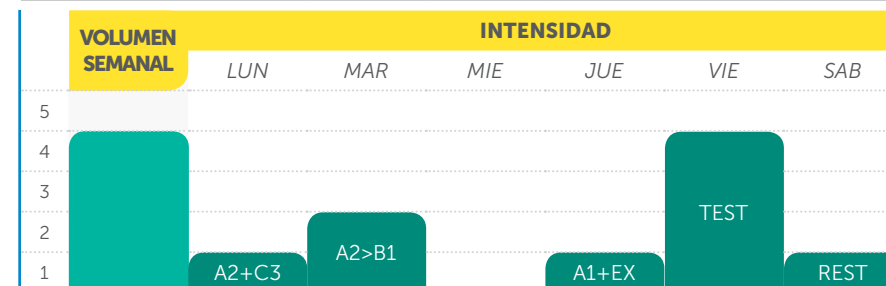 VOLUMEN
SEMANAL
INTENSIDAD
LUN MAR MIE JUE VIE SAB
5
4
3
2
1
TEST
A2>B1
A2+C3
A1+EX
REST